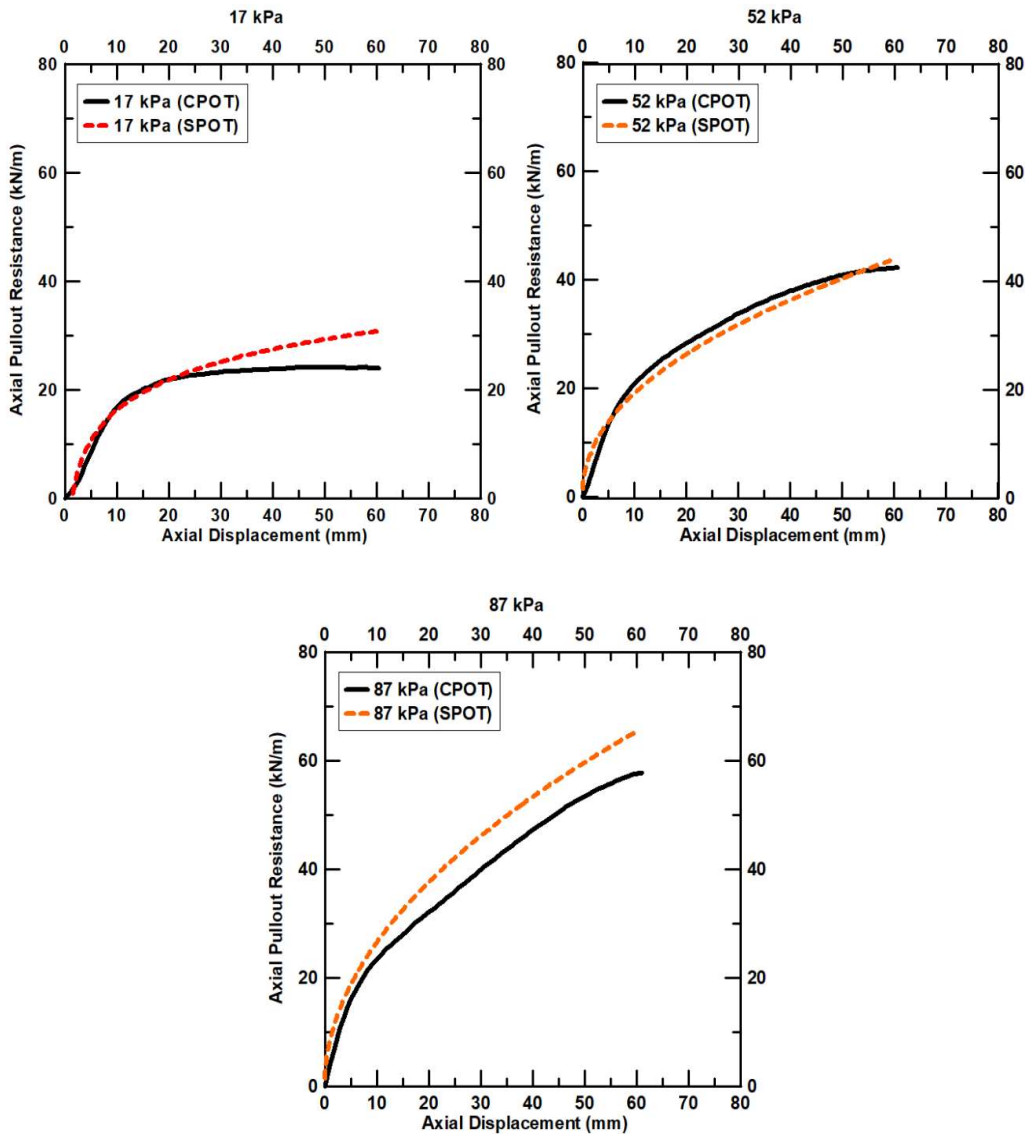 17 kPa
0 10 20 30 40 50 60 70 80
80 80
17 kPa (CPOT)
17 kPa (SPOT)
60 60
40 40
20 20
0 0
0 10 20 30 40 50 60 70 80
Axial Pullout Resistance (kN/m)
Axial Displacement (mm)
52 kPa
0 10 20 30 40 50 60 70 80
80 80
52 kPa (CPOT)
52 kPa (SPOT)
60 60
40 40
20 20
0 0
0 10 20 30 40 50 60 70 80
Axial Pullout Resistance (kN/m)
Axial Displacement (mm)
87 kPa
0 10 20 30 40 50 60 70 80
80 80
87 kPa (CPOT)
87 kPa (SPOT)
60 60
40 40
20 20
0 0
0 10 20 30 40 50 60 70 80
Axial Pullout Resistance (kN/m)
Axial Displacement (mm)